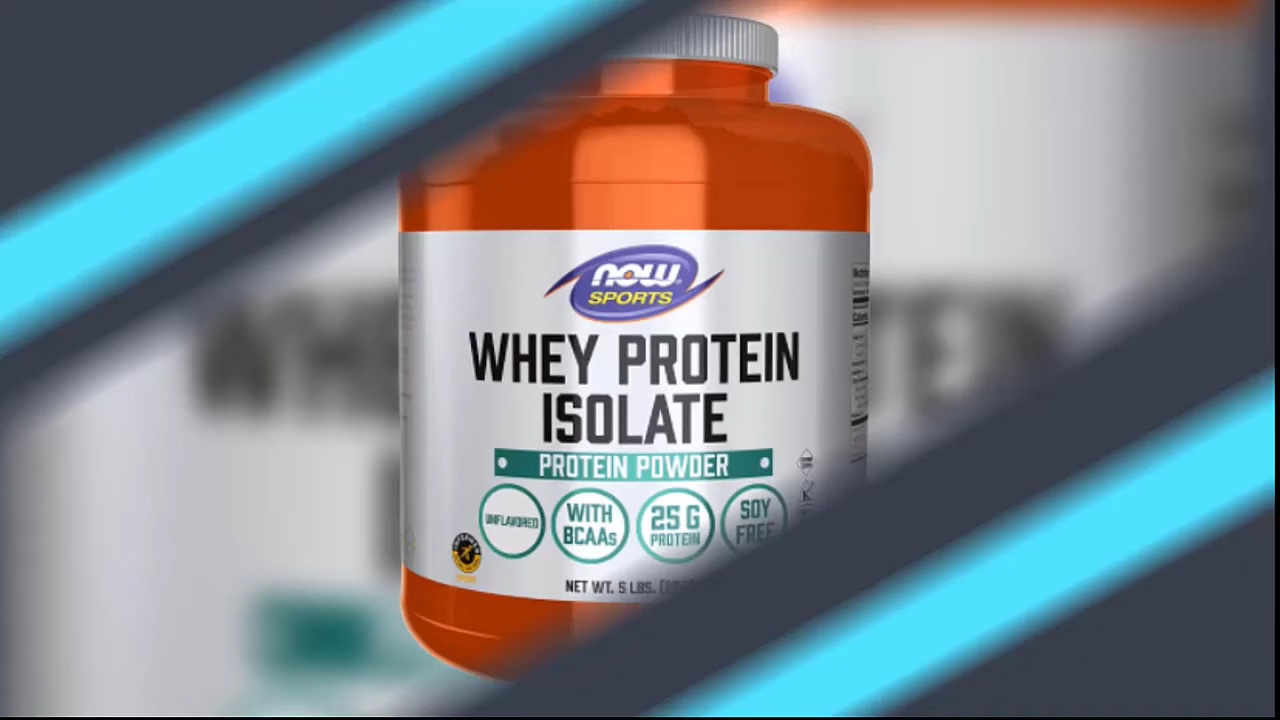 now
SPORTS
WHEY PROTEIN
ISOLATE
PROTEIN POWDER
UNFLAVORED
WITH
BCAAs
25 G
PROTEIN
SOY
FREE
NET WT. 5 LBS.